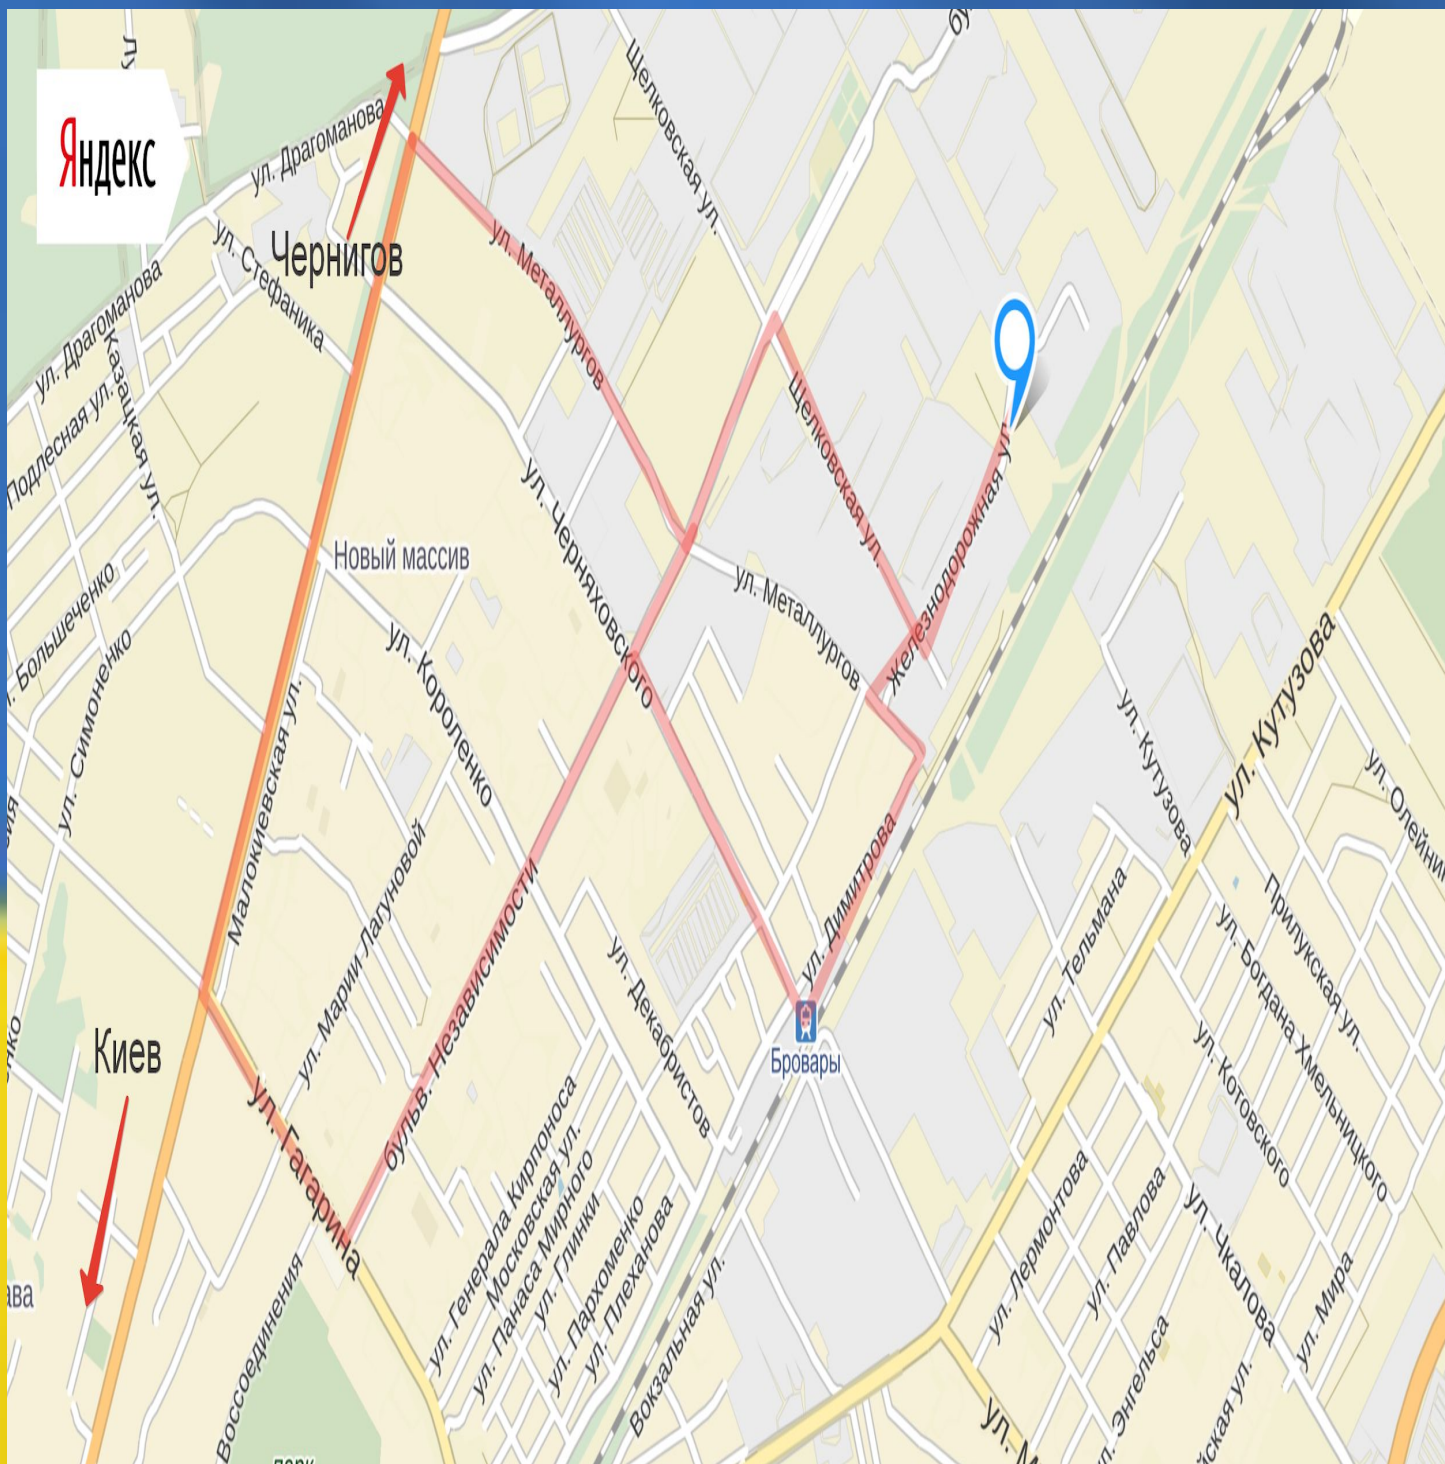 Яндекс
ул. Драгоманова
Щелковская ул.
ул. Стефаника
Чернигов
ул. Металлургов
ул. Драгоманова
Казацкая ул.
Подлесная ул.
Щелковская ул.
Железнодорожная ул.
ул. Черняховского
Новый массив
ул. Металлургов
ул. Большеченко
ул. Симоненко
ул. Короленко
Малокиевская ул.
ул. Кутузова
ул. Кутузова
ул. Марии Лагуновой
бульв. Независимости
ул. Димитрова
ул. Декабристов
Бровары
ул. Тельмана
Прилукская ул.
ул. Богдана Хмельницкого
ул. Котовского
Киев
ул. Гагарина
ул. Генерала Кирпоноса
Московская ул.
ул. Панаса Мирного
ул. Глинки
ул. Пархоменко
ул. Плеханова
Вокзальная ул.
Воссоединения
ул. Лермонтова
ул. Павлова
ул. Чкалова
ул. Мира
ул. Энгельса
парк